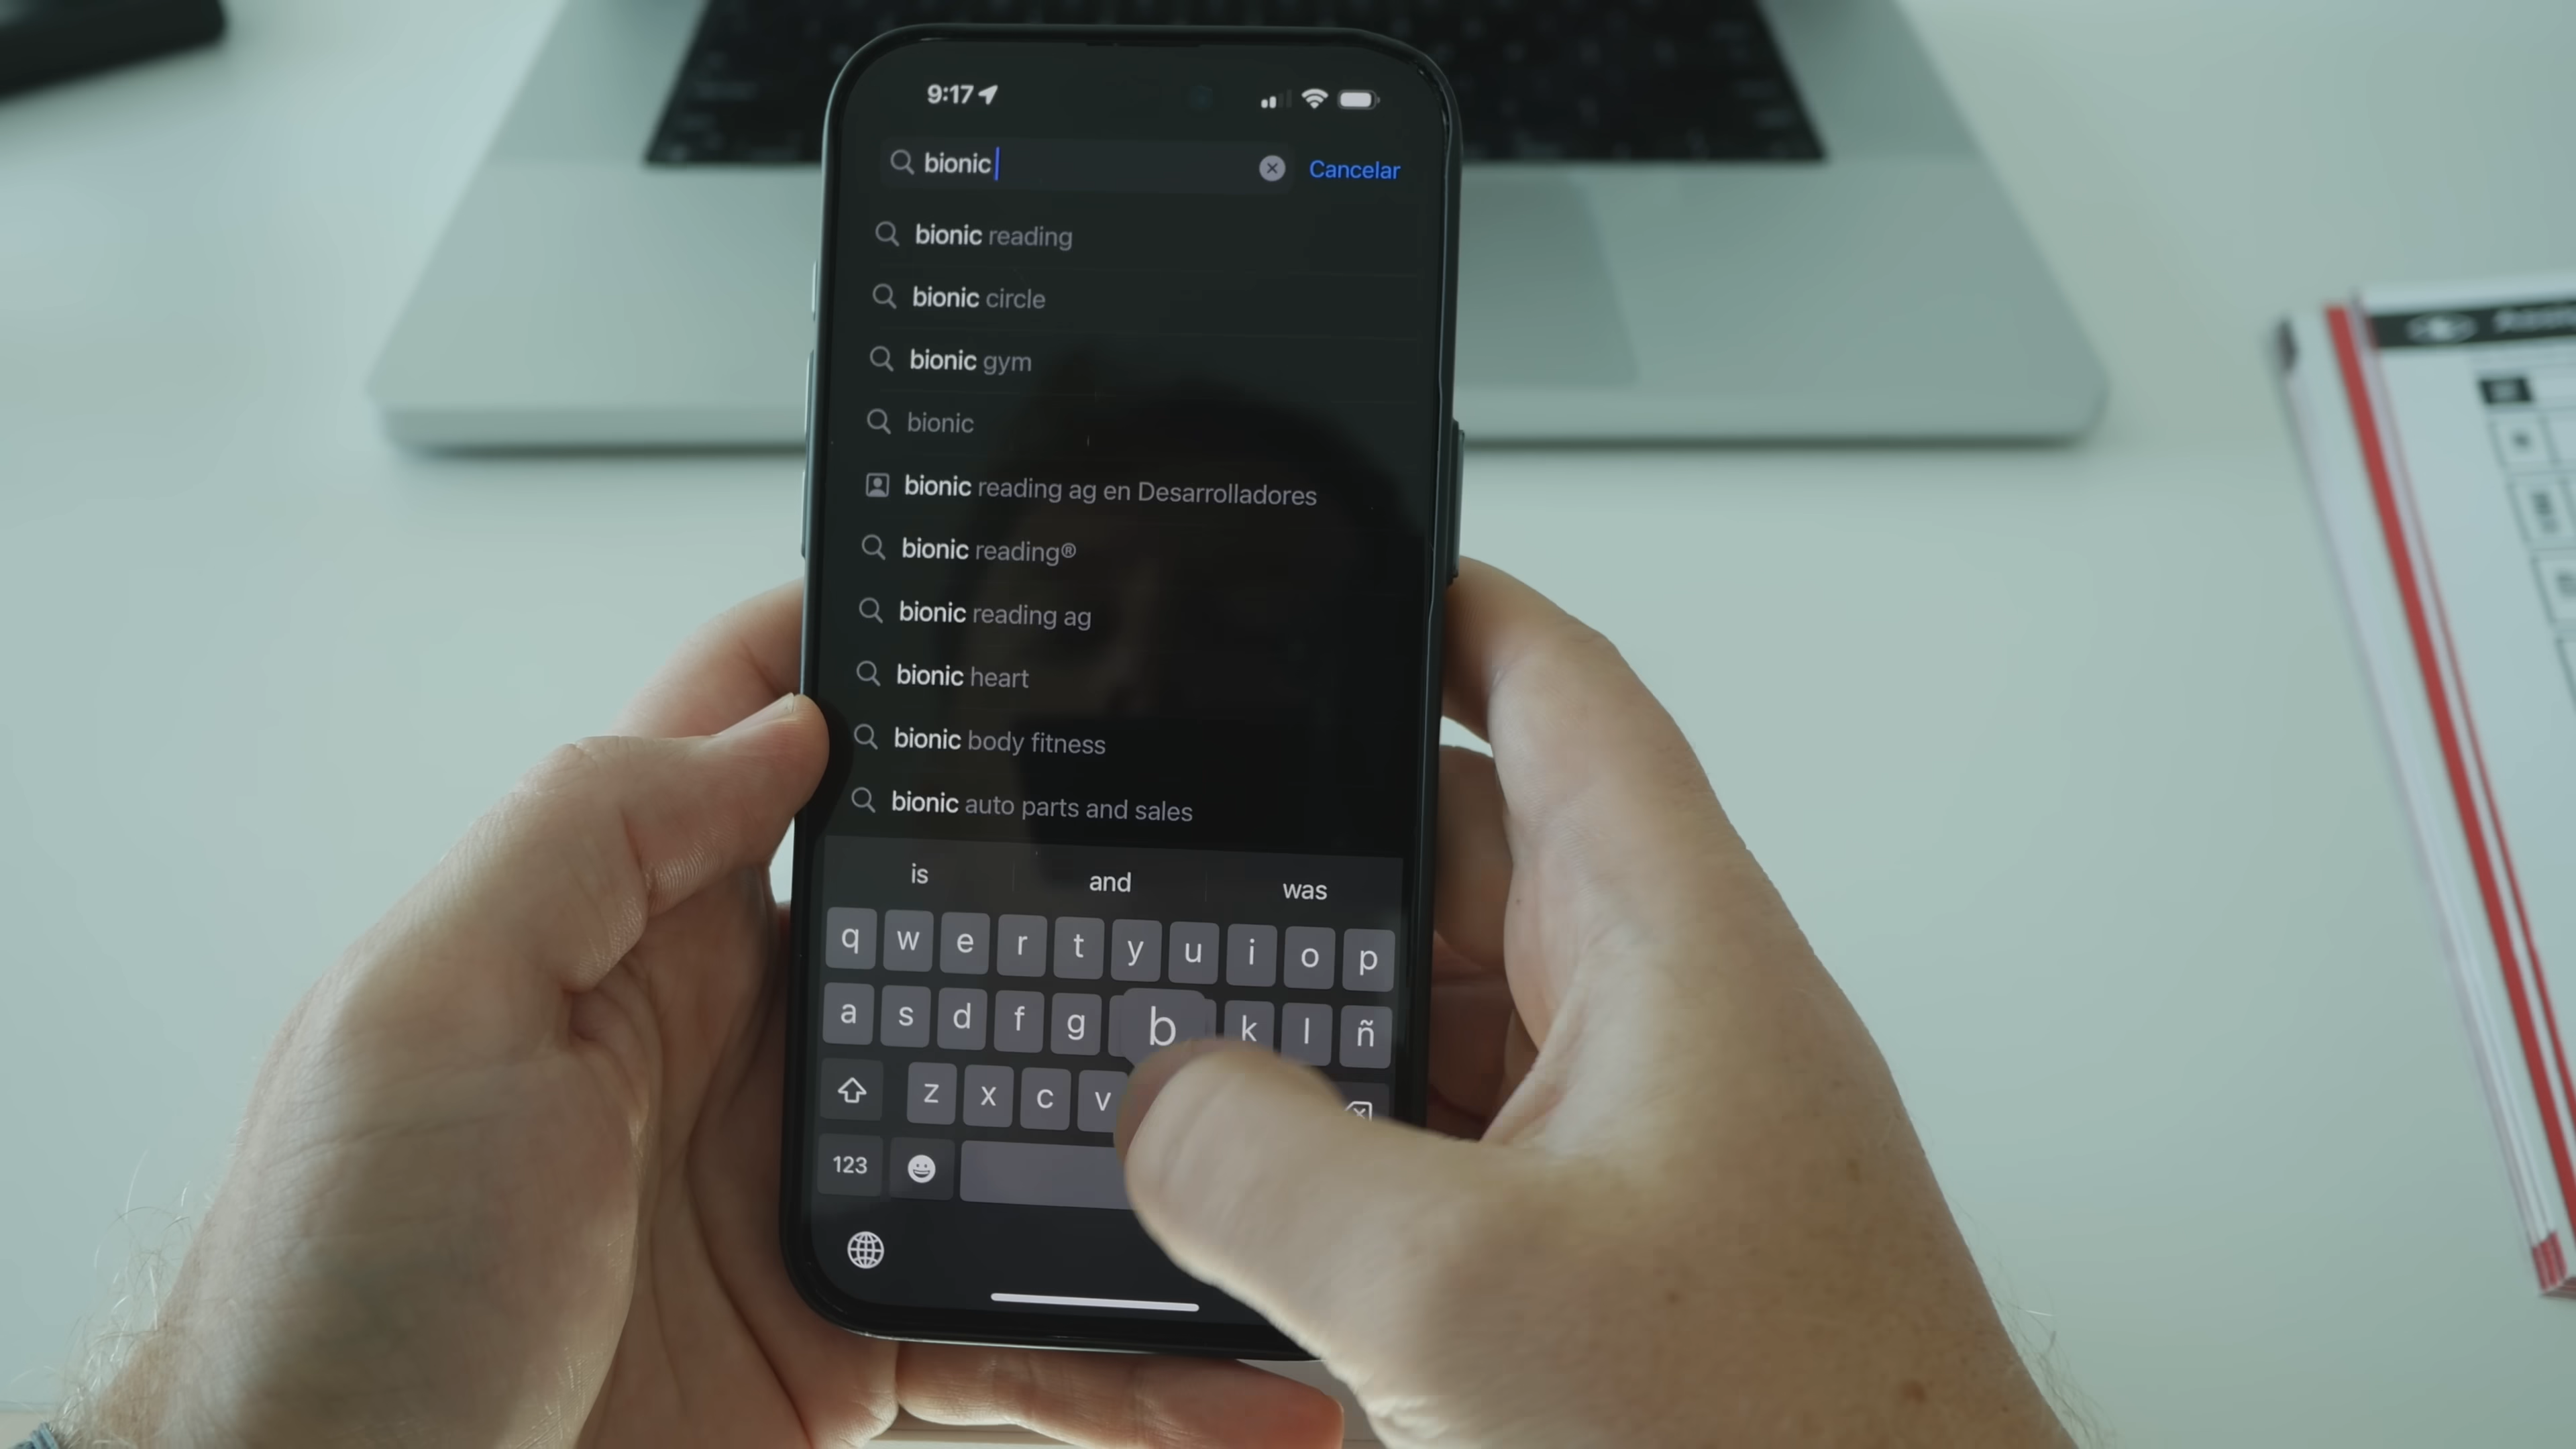 9:17
bionic
Cancelar
bionic reading
bionic circle
bionic gym
bionic
bionic reading ag en Desarrolladores
bionic reading®
bionic reading ag
bionic heart
bionic body fitness
bionic auto parts and sales
is and was
q w e r t y u i o p
a s d f g b k l ñ
z x c v
123